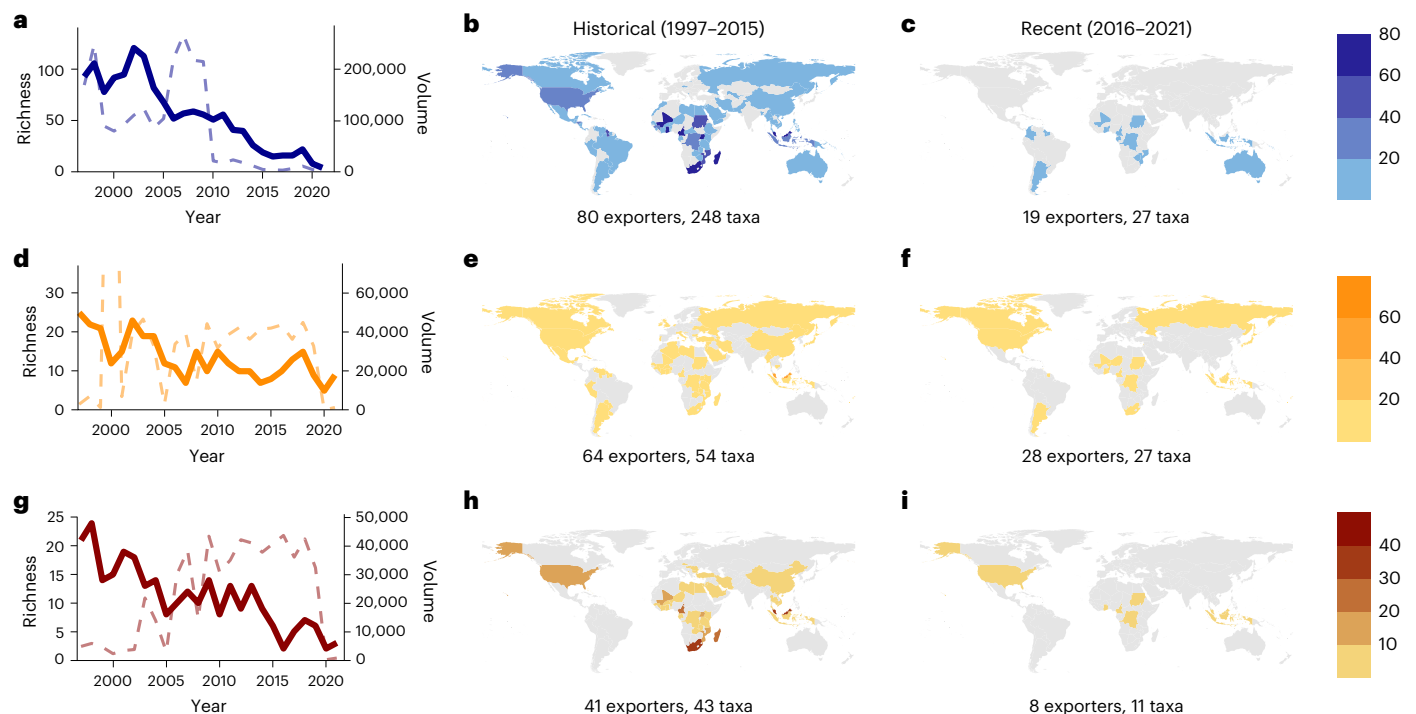 a
Richness
100
50
0
200,000
100,000
0
Volume
2000
2005
2010
2015
2020
Year
b
Historical (1997–2015)
80 exporters, 248 taxa
c
Recent (2016–2021)
19 exporters, 27 taxa
80
60
40
20
d
Richness
30
20
10
0
60,000
40,000
20,000
0
Volume
2000
2005
2010
2015
2020
Year
e
64 exporters, 54 taxa
f
28 exporters, 27 taxa
60
40
20
g
Richness
25
20
15
10
5
0
50,000
40,000
30,000
20,000
10,000
0
Volume
2000
2005
2010
2015
2020
Year
h
41 exporters, 43 taxa
i
8 exporters, 11 taxa
40
30
20
10